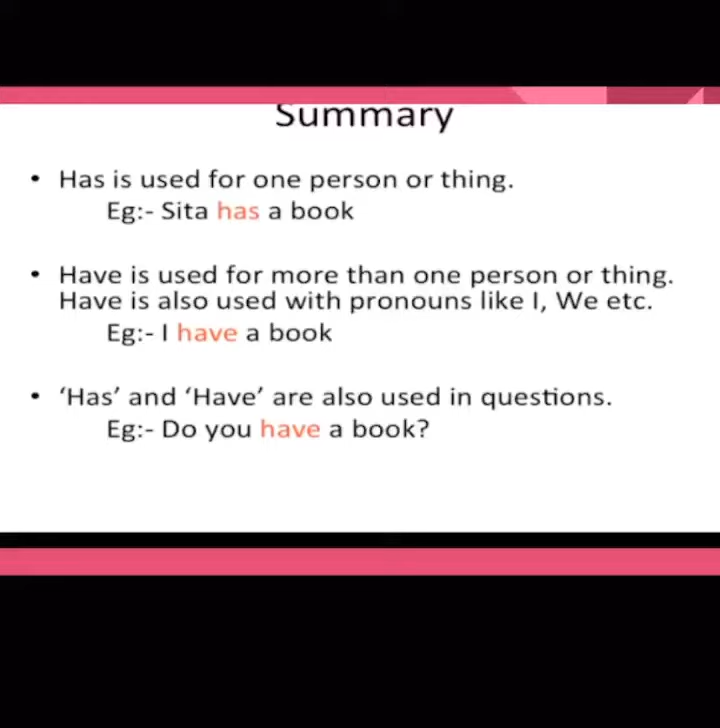 Summary
• Has is used for one person or thing.
Eg:- Sita has a book
• Have is used for more than one person or thing.
Have is also used with pronouns like I, We etc.
Eg:- I have a book
• ‘Has’ and ‘Have’ are also used in questions.
Eg:- Do you have a book?